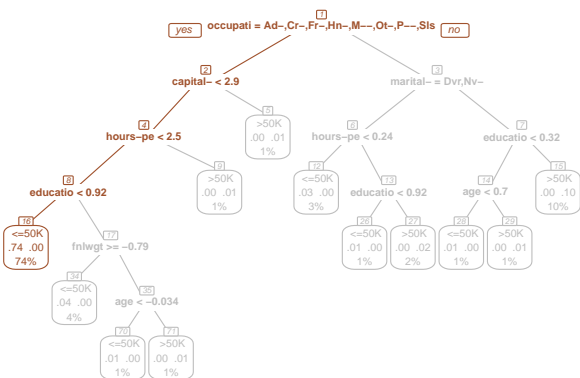 1
yes occupati = Ad−,Cr−,Fr−,Hn−,M−−,Ot−,P−−,Sls no
2 3
capital− < 2.9 marital− = Dvr,Nv−
4 5 6 7
hours−pe < 2.5 >50K hours−pe < 0.24 educatio < 0.32
.00 .01
1%
8 9 12 13 14 15
educatio < 0.92 >50K <=50K educatio < 0.92 age < 0.7 >50K
.00 .01 .03 .00 .00 .10
1% 3% 10%
16 17 26 27 28 29
<=50K fnlwgt >= −0.79 <=50K >50K <=50K >50K
.74 .00 .01 .00 .00 .02 .01 .00 .00 .01
74% 1% 2% 1% 1%
34 35
<=50K age < −0.034
.04 .00
4%
70 71
<=50K >50K
.01 .00 .00 .01
1% 1%